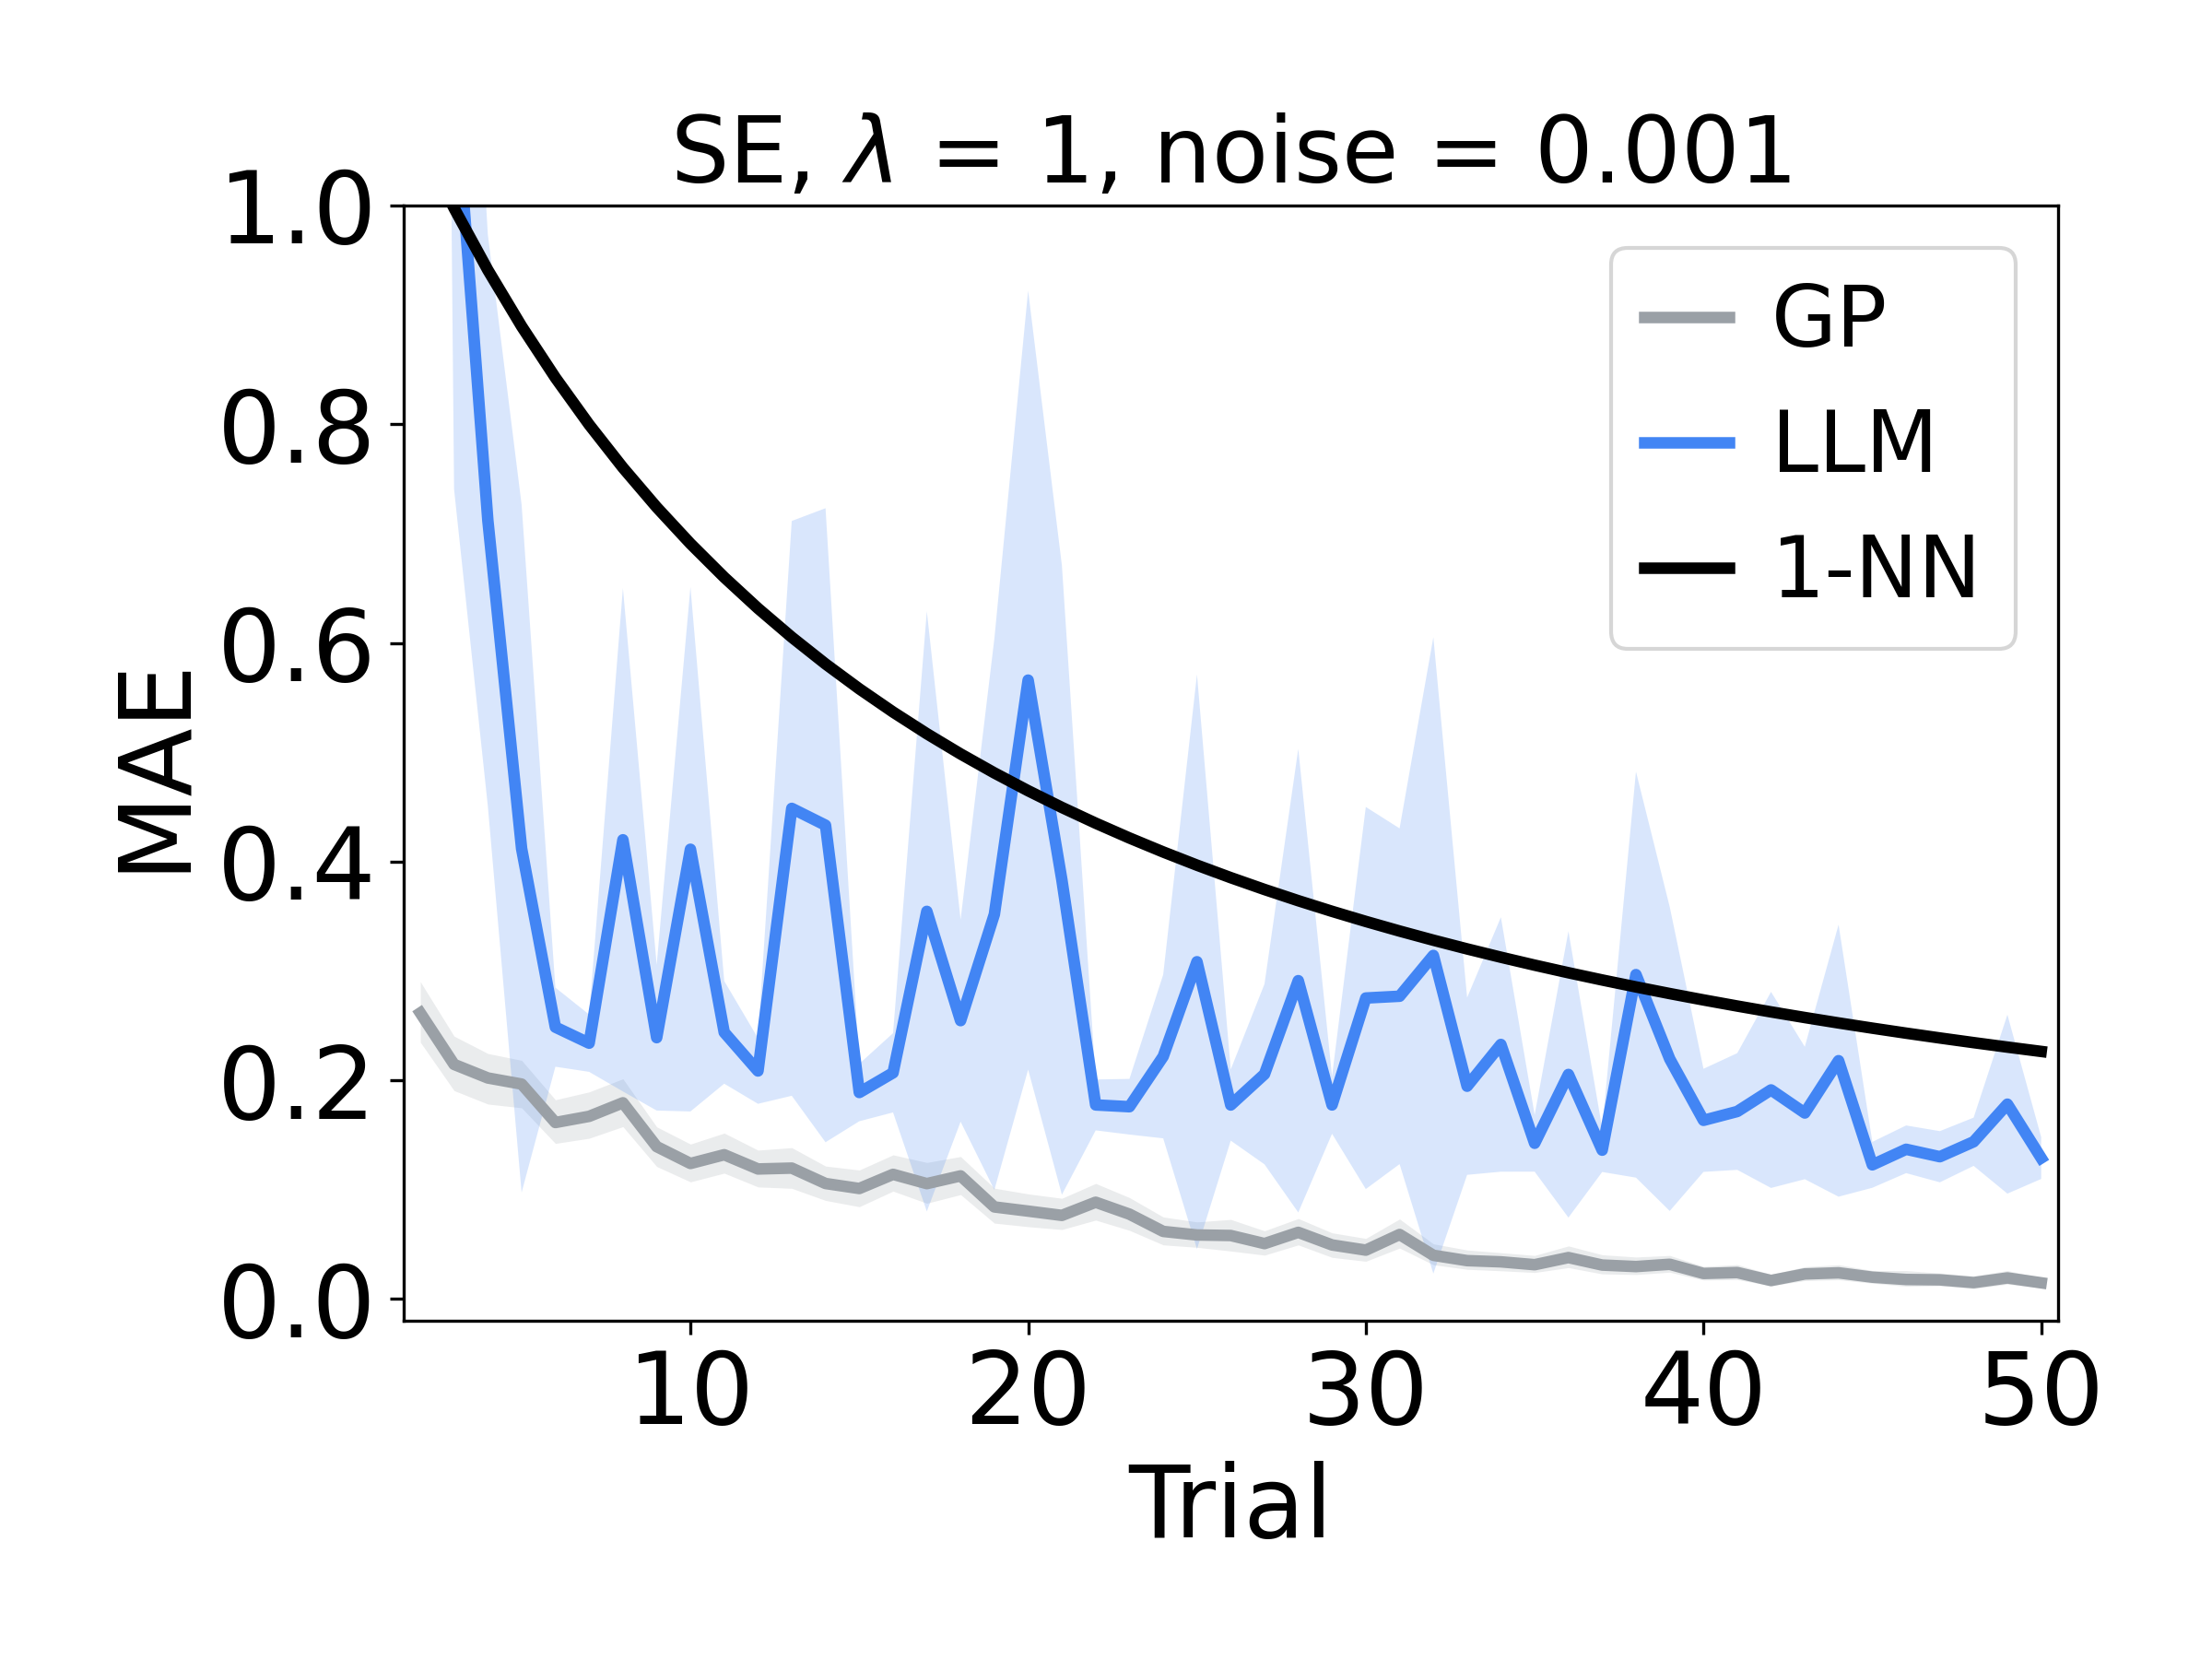 SE, λ = 1, noise = 0.001
1.0
0.8
0.6
0.4
0.2
0.0
MAE
GP
LLM
1-NN
10 20 30 40 50
Trial